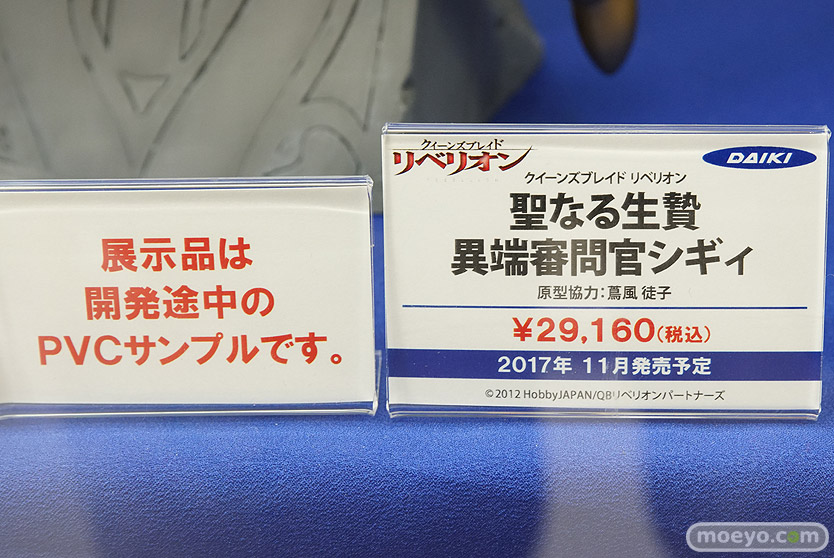 展示品は
開発途中の
PVCサンプルです。
クイーンズブレイド
リベリオン
DAIKI
クイーンズブレイド リベリオン
聖なる生贄
異端審問官シギィ
原型協力:蔦風 徒子
¥29,160(税込)
2017年 11月発売予定
©2012 HobbyJAPAN/QBリベリオンパートナーズ
moeyo.com